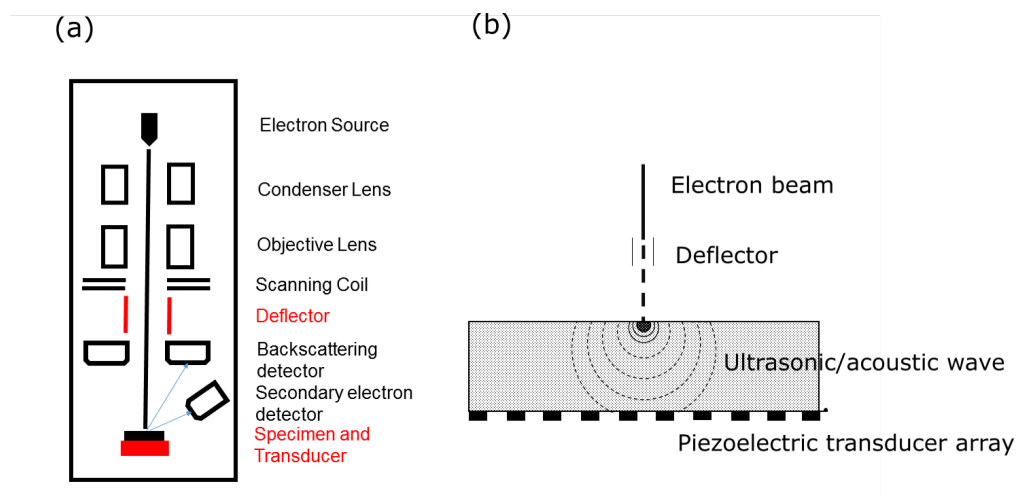 (a)
Electron Source
Condenser Lens
Objective Lens
Scanning Coil
Deflector
Backscattering
detector
Secondary electron
detector
Specimen and
Transducer
(b)
Electron beam
Deflector
Ultrasonic/acoustic wave
Piezoelectric transducer array